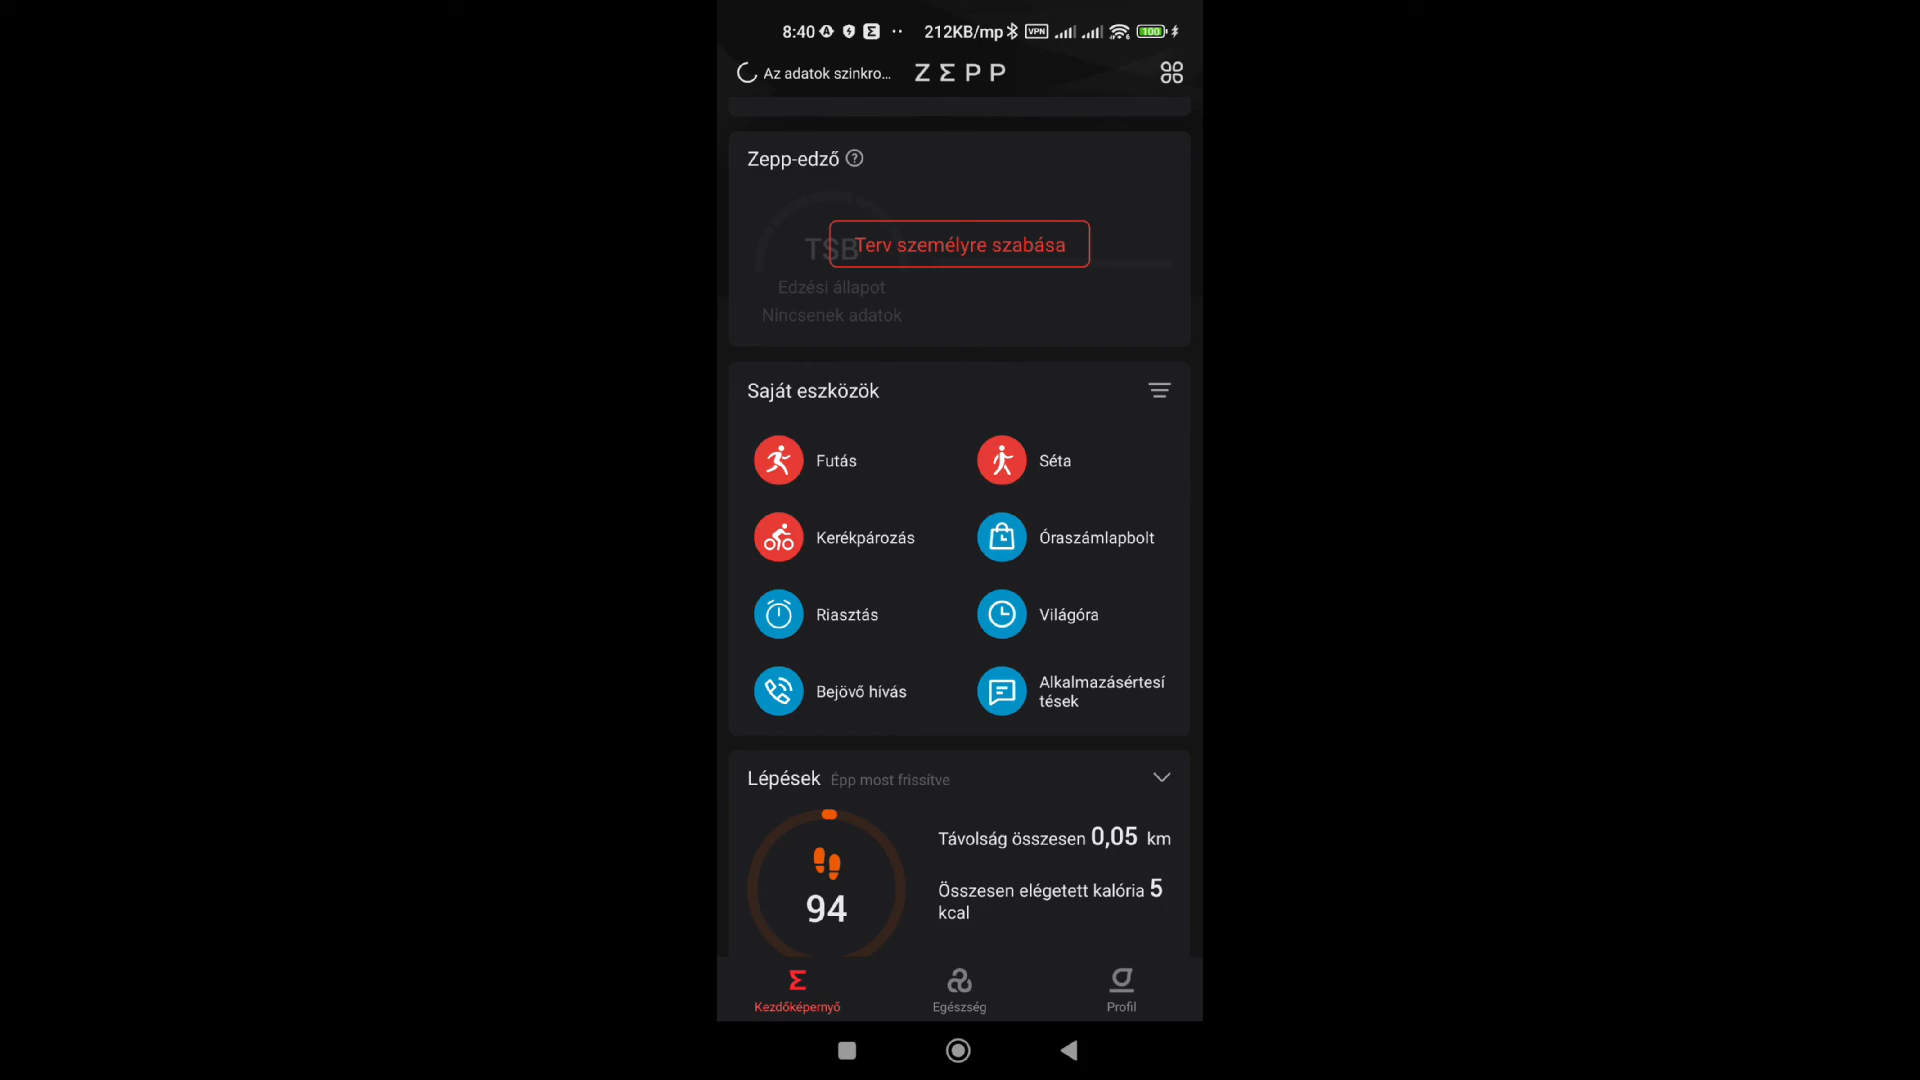 8:40 212KB/mp VPN 100
Az adatok szinkro... ZΣPP
Zepp-edző
TSB Terv személyre szabása
Edzési állapot
Nincsenek adatok
Saját eszközök
Futás Séta
Kerékpározás Óraszámlapbolt
Riasztás Világóra
Bejövő hívás Alkalmazásértesí
tések
Lépések Épp most frissítve
Távolság összesen 0,05 km
Összesen elégetett kalória 5
kcal
94
Kezdőképernyő Egészség Profil